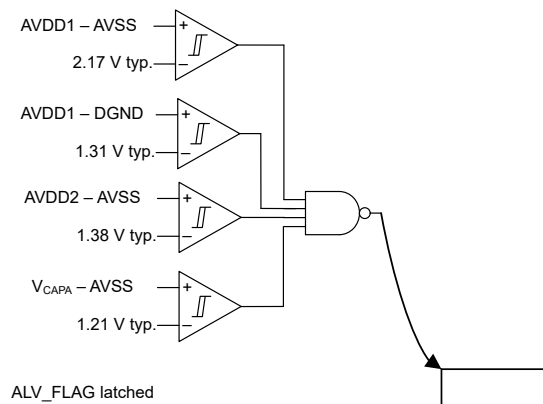 AVDD1 – AVSS
+
2.17 V typ.
–
AVDD1 – DGND
+
1.31 V typ.
–
AVDD2 – AVSS
+
1.38 V typ.
–
VCAPA – AVSS
+
1.21 V typ.
–
ALV_FLAG latched